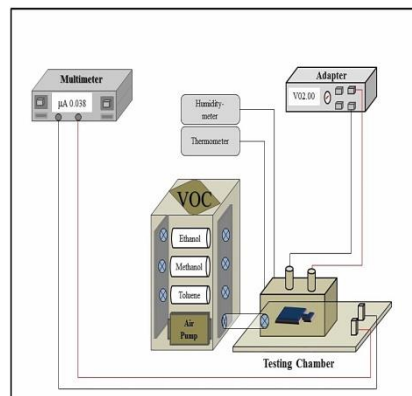 Multimeter
µA 0.038
Adapter
V02.00
Humidity-
meter
Thermometer
VOC
Ethanol
Methanol
Toluene
Air
Pump
Testing Chamber